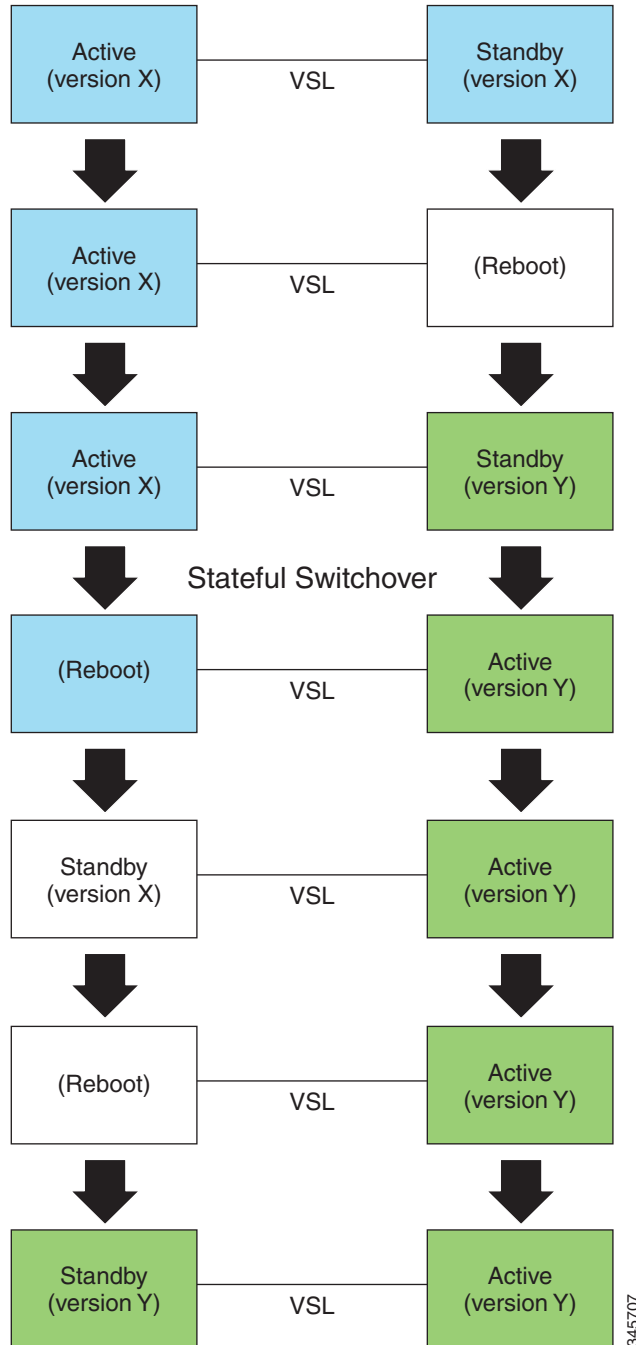 Active
(version X)
VSL
Standby
(version X)
Active
(version X)
VSL
(Reboot)
Active
(version X)
VSL
Standby
(version Y)
Stateful Switchover
(Reboot)
VSL
Active
(version Y)
Standby
(version X)
VSL
Active
(version Y)
(Reboot)
VSL
Active
(version Y)
Standby
(version Y)
VSL
Active
(version Y)
345707